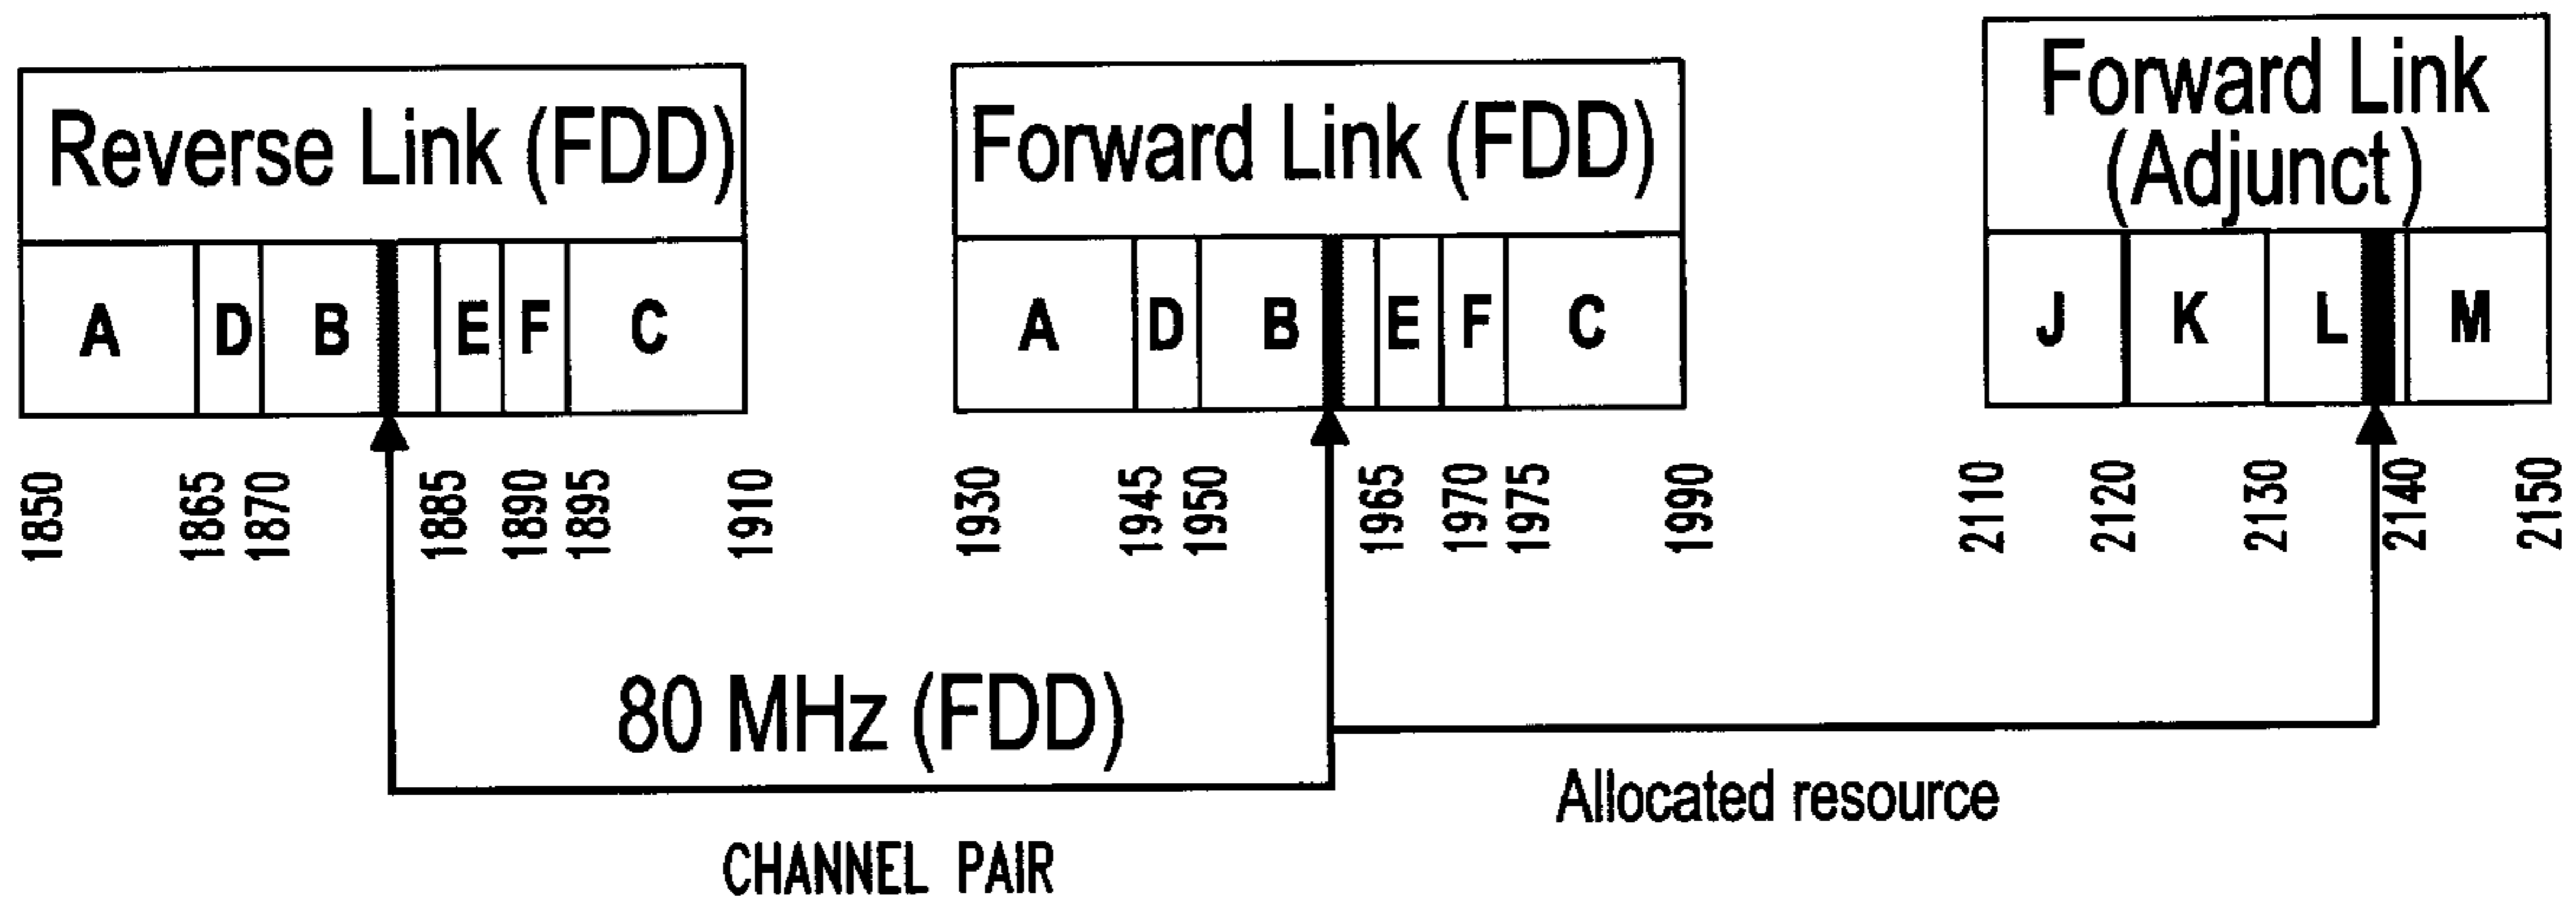 Reverse Link (FDD)
Forward Link (FDD)
Forward Link
(Adjunct)
A D B E F C
A D B E F C
J K L M
1850 1865 1870 1885 1890 1895 1910
1930 1945 1950 1965 1970 1975 1990
2110 2120 2130 2140 2150
80 MHz (FDD)
Allocated resource
CHANNEL PAIR